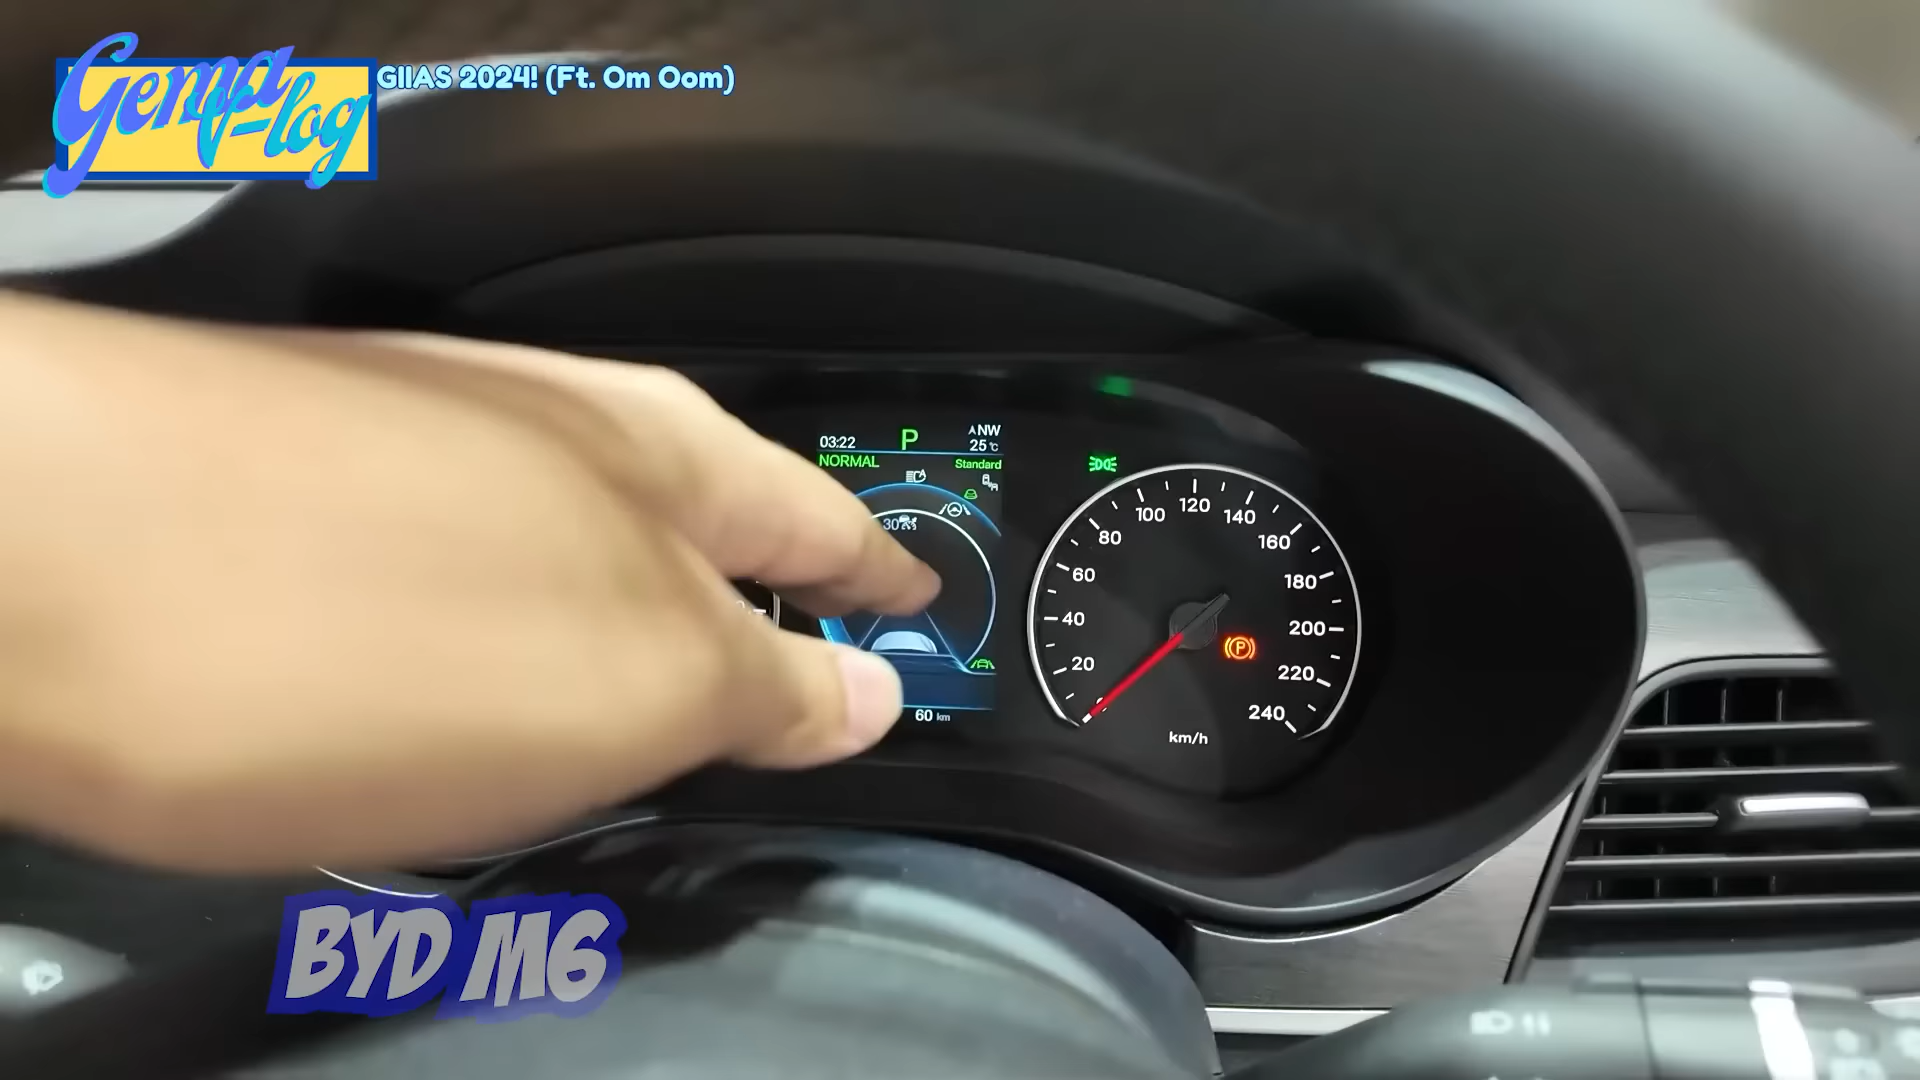 Gema
V-log
GIIAS 2024! (Ft. Om Oom)
03:22
P
NW
25℃
NORMAL
Standard
30
60 km
20
40
60
80
100
120
140
160
180
200
220
240
P
km/h
BYD M6